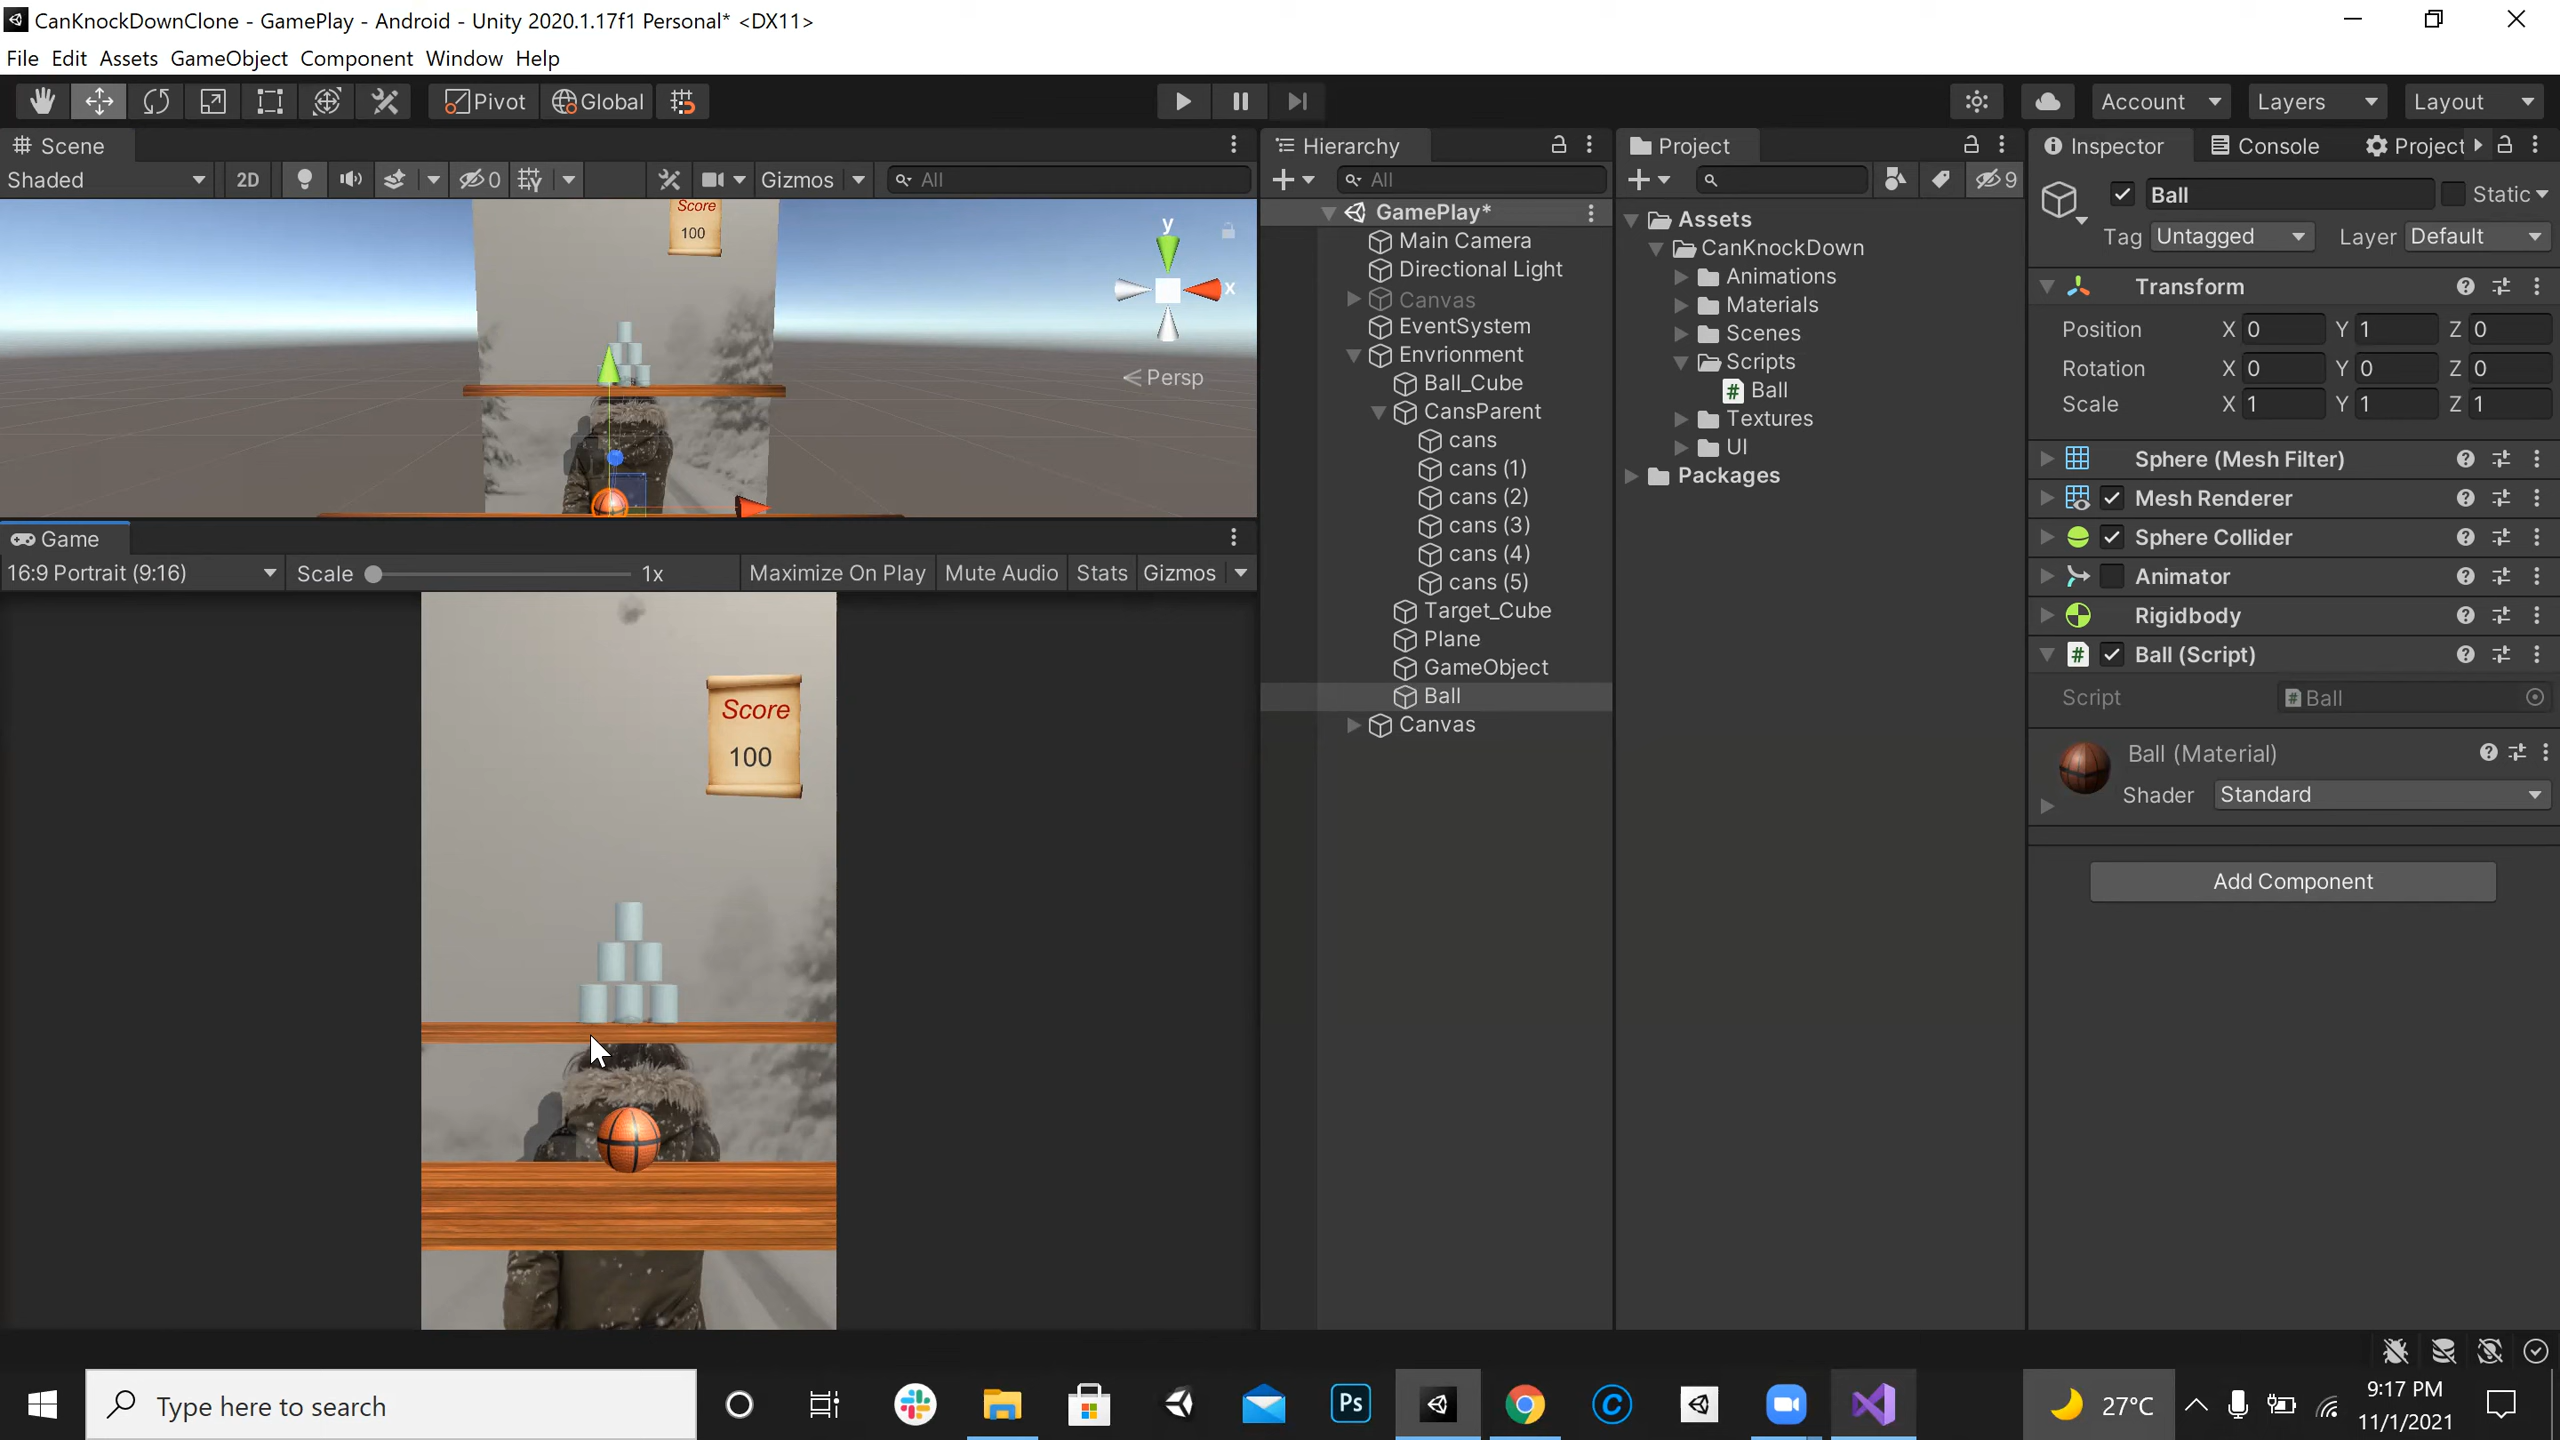 CanKnockDownClone - GamePlay - Android - Unity 2020.1.17f1 Personal* <DX11>
File Edit Assets GameObject Component Window Help
Pivot Global
Account Layers Layout
Scene
Shaded 2D 0 Gizmos All
Score
100
y
x
Persp
Game
16:9 Portrait (9:16) Scale 1x Maximize On Play Mute Audio Stats Gizmos
Score
100
Hierarchy
All
GamePlay*
Main Camera
Directional Light
Canvas
EventSystem
Envrionment
Ball_Cube
CansParent
cans
cans (1)
cans (2)
cans (3)
cans (4)
cans (5)
Target_Cube
Plane
GameObject
Ball
Canvas
Project
9
Assets
CanKnockDown
Animations
Materials
Scenes
Scripts
# Ball
Textures
UI
Packages
Inspector Console Project
Ball Static
Tag Untagged Layer Default
Transform
Position X 0 Y 1 Z 0
Rotation X 0 Y 0 Z 0
Scale X 1 Y 1 Z 1
Sphere (Mesh Filter)
Mesh Renderer
Sphere Collider
Animator
Rigidbody
# Ball (Script)
Script # Ball
Ball (Material)
Shader Standard
Add Component
Type here to search
Ps
27°C
9:17 PM
11/1/2021